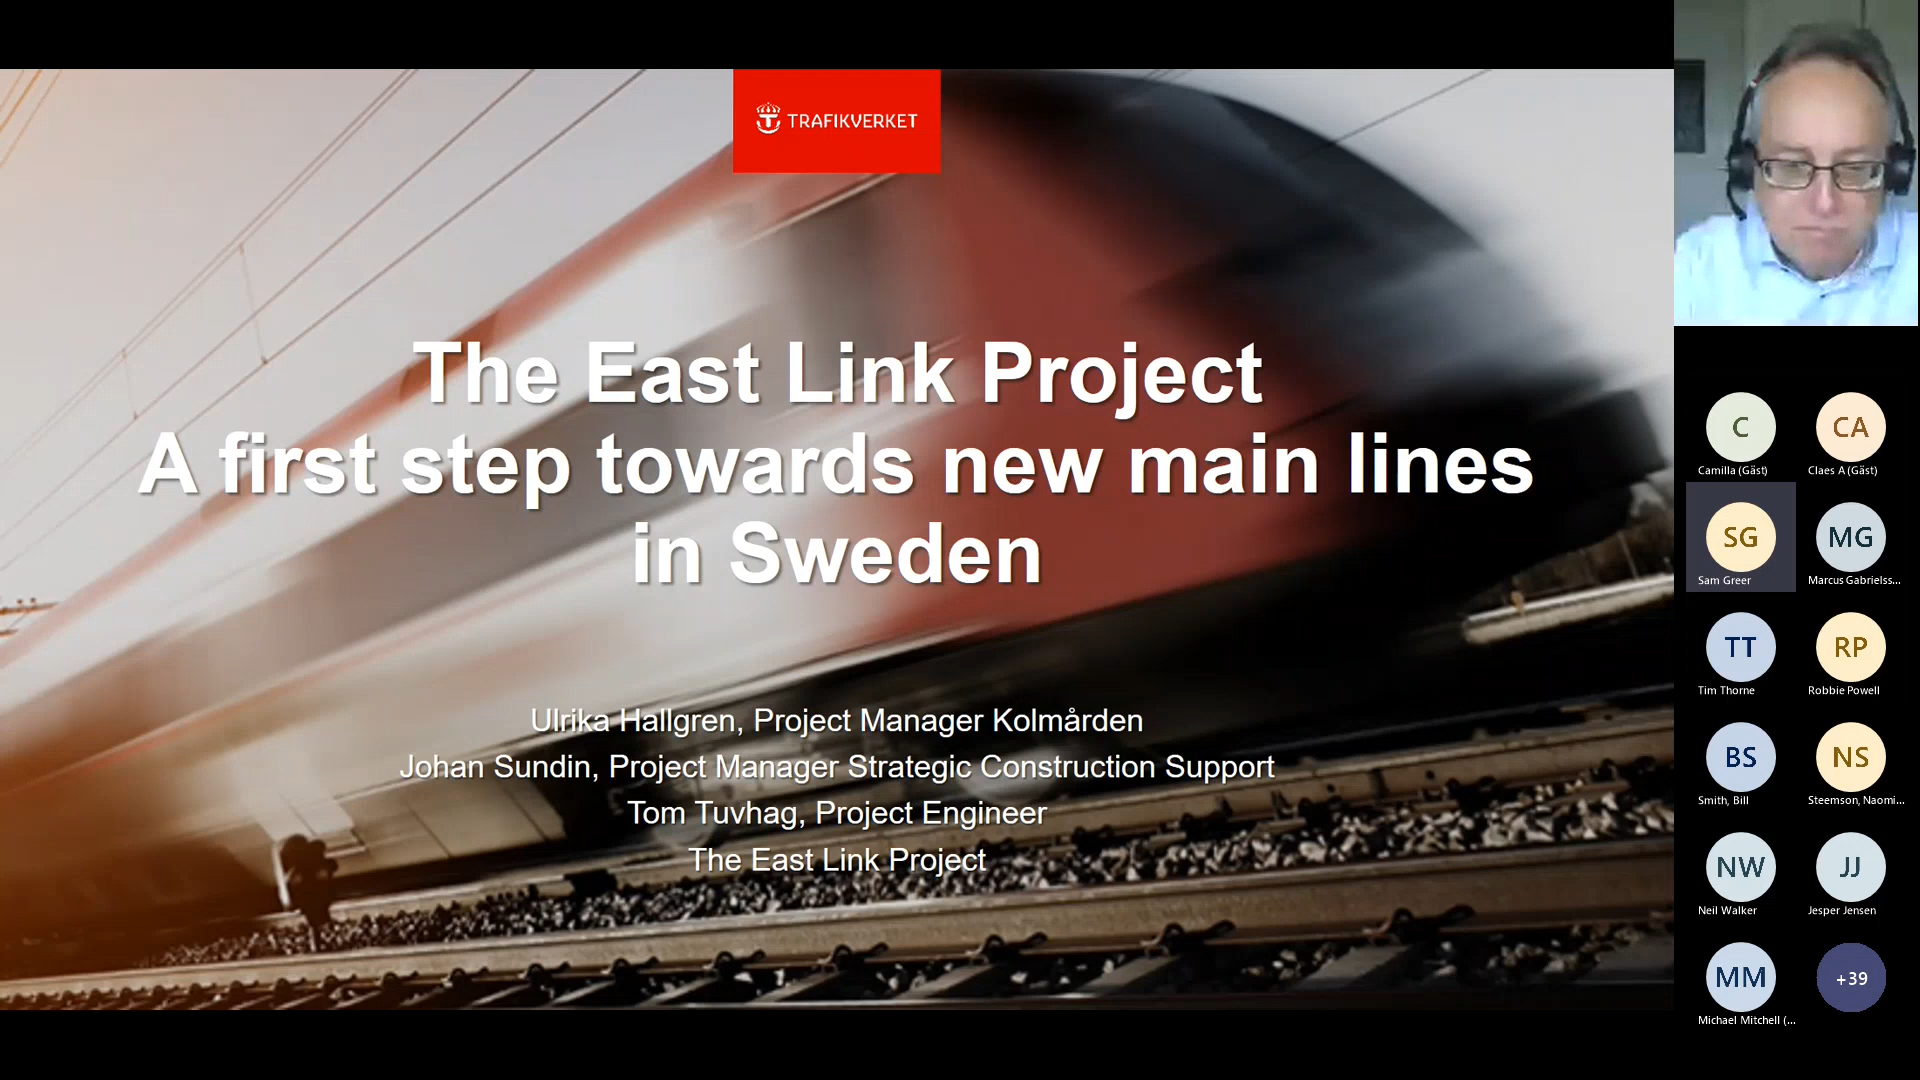 TRAFIKVERKET
The East Link Project
A first step towards new main lines
in Sweden
Ulrika Hallgren, Project Manager Kolmården
Johan Sundin, Project Manager Strategic Construction Support
Tom Tuvhag, Project Engineer
The East Link Project
C
Camilla (Gäst)
CA
Claes A (Gäst)
SG
Sam Greer
MG
Marcus Gabrielss...
TT
Tim Thorne
RP
Robbie Powell
BS
Smith, Bill
NS
Steemson, Naomi...
NW
Neil Walker
JJ
Jesper Jensen
MM
Michael Mitchell (...
+39